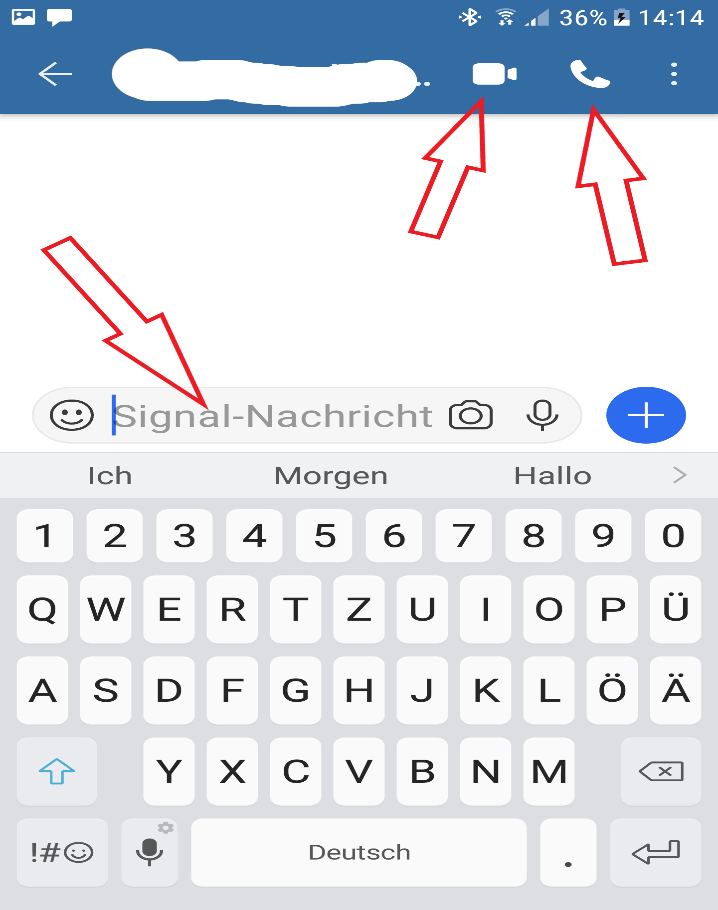 36% 14:14
..
Signal-Nachricht
Ich Morgen Hallo
1 2 3 4 5 6 7 8 9 0
Q W E R T Z U I O P Ü
A S D F G H J K L Ö Ä
Y X C V B N M
!#
Deutsch .